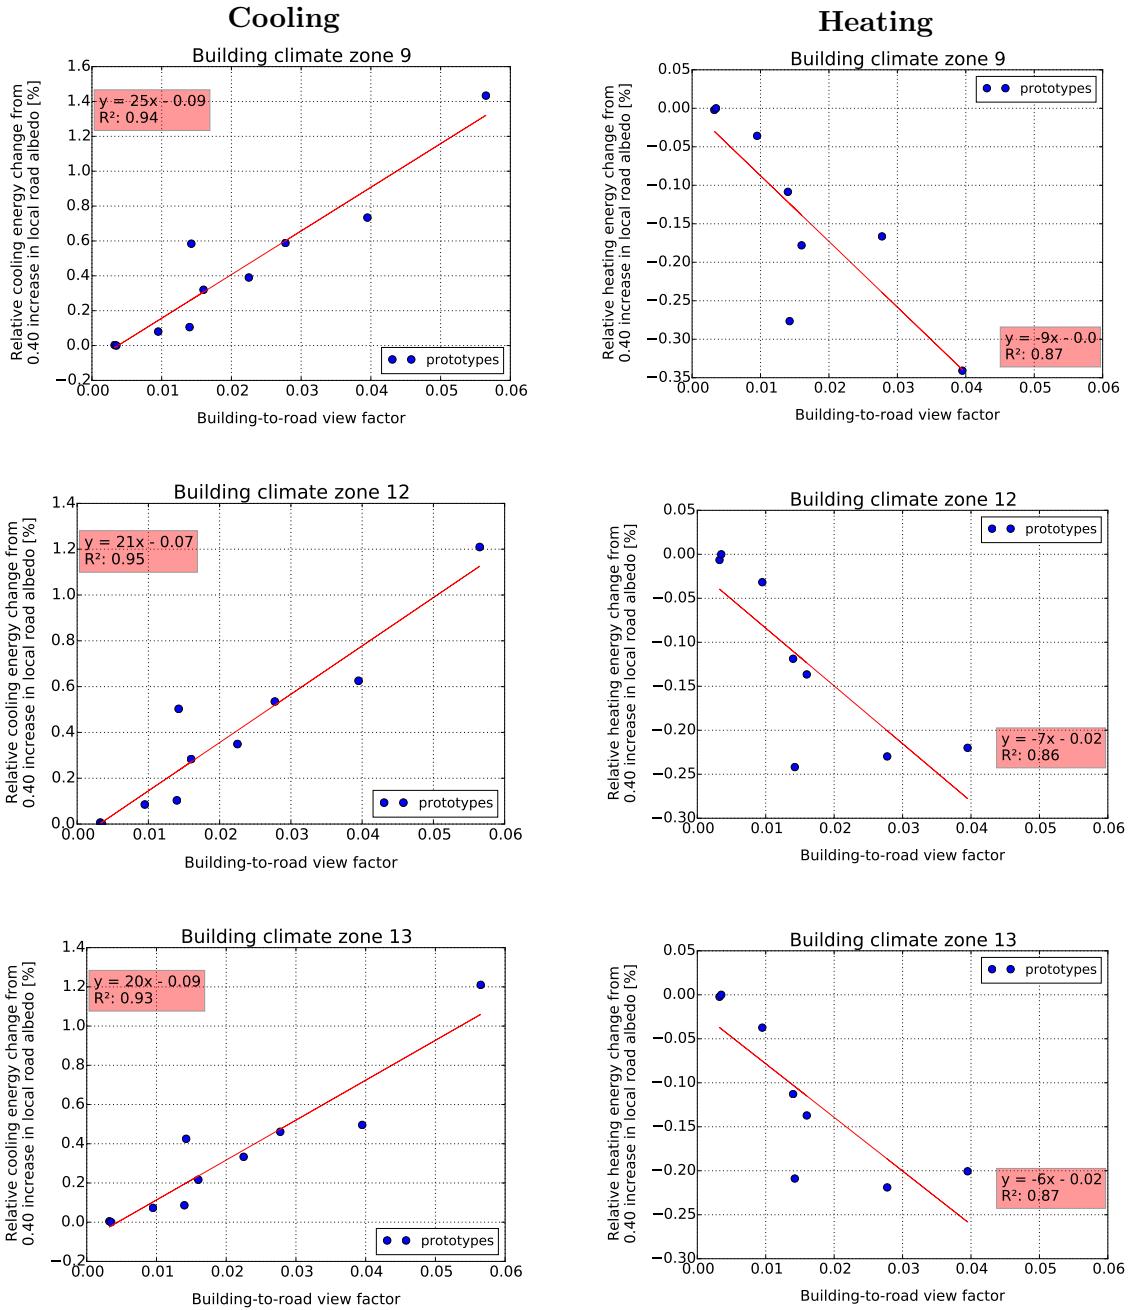 Cooling
Heating
Building climate zone 9
Relative cooling energy change from
0.40 increase in local road albedo [%]
1.6
1.4
1.2
1.0
0.8
0.6
0.4
0.2
0.0
−0.2
y = 25x - 0.09
R²: 0.94
prototypes
0.00 0.01 0.02 0.03 0.04 0.05 0.06
Building-to-road view factor
Building climate zone 9
Relative heating energy change from
0.40 increase in local road albedo [%]
0.05
0.00
−0.05
−0.10
−0.15
−0.20
−0.25
−0.30
−0.35
prototypes
y = -9x - 0.0
R²: 0.87
0.00 0.01 0.02 0.03 0.04 0.05 0.06
Building-to-road view factor
Building climate zone 12
Relative cooling energy change from
0.40 increase in local road albedo [%]
1.4
1.2
1.0
0.8
0.6
0.4
0.2
0.0
y = 21x - 0.07
R²: 0.95
prototypes
0.00 0.01 0.02 0.03 0.04 0.05 0.06
Building-to-road view factor
Building climate zone 12
Relative heating energy change from
0.40 increase in local road albedo [%]
0.05
0.00
−0.05
−0.10
−0.15
−0.20
−0.25
−0.30
prototypes
y = -7x - 0.02
R²: 0.86
0.00 0.01 0.02 0.03 0.04 0.05 0.06
Building-to-road view factor
Building climate zone 13
Relative cooling energy change from
0.40 increase in local road albedo [%]
1.4
1.2
1.0
0.8
0.6
0.4
0.2
0.0
−0.2
y = 20x - 0.09
R²: 0.93
prototypes
0.00 0.01 0.02 0.03 0.04 0.05 0.06
Building-to-road view factor
Building climate zone 13
Relative heating energy change from
0.40 increase in local road albedo [%]
0.05
0.00
−0.05
−0.10
−0.15
−0.20
−0.25
−0.30
prototypes
y = -6x - 0.02
R²: 0.87
0.00 0.01 0.02 0.03 0.04 0.05 0.06
Building-to-road view factor